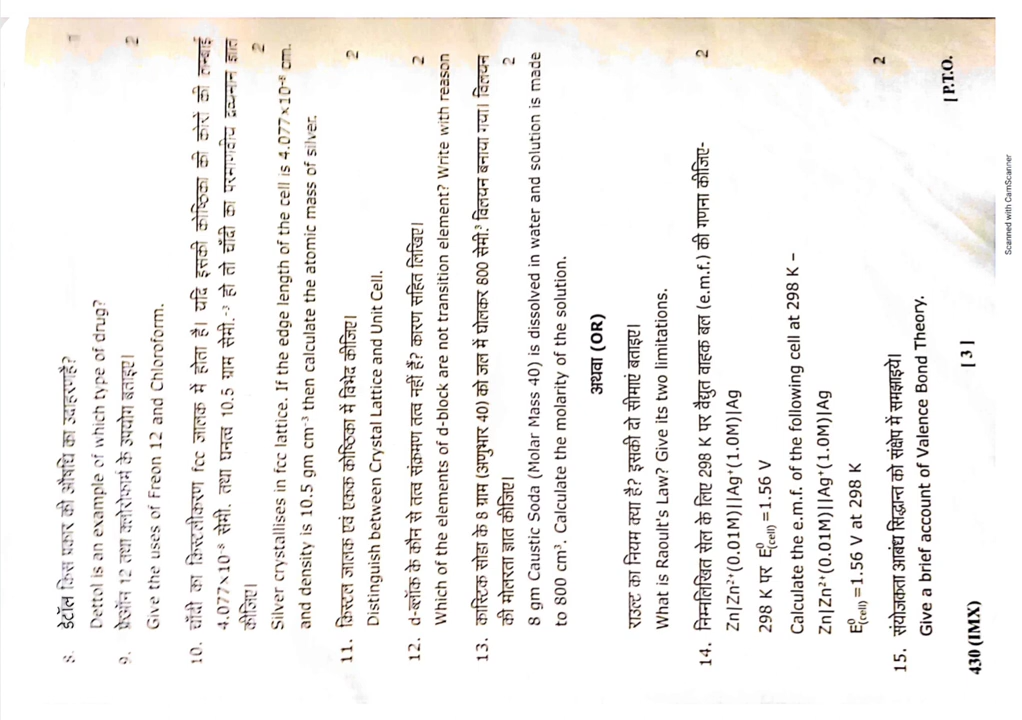 8. डेटॉल किस प्रकार की औषधि का उदाहरणहै? 1
Dettol is an example of which type of drug?
9. फ्रेऑन 12 तथा क्लोरोफार्म के उपयोग बताइए। 2
Give the uses of Freon 12 and Chloroform.
10. चाँदी का क्रिस्टलीकरण fcc जालक में होता है। यदि इसकी कोष्ठिका की कोरों की लम्बाई
4.077×10⁻⁸ सेमी. तथा घनत्व 10.5 ग्राम सेमी.⁻³ हो तो चाँदी का परमाणवीय द्रव्यमान ज्ञात
कीजिए। 2
Silver crystallises in fcc lattice. If the edge length of the cell is 4.077×10⁻⁸ cm.
and density is 10.5 gm cm⁻³ then calculate the atomic mass of silver.
11. क्रिस्टल जालक एवं एकक कोष्ठिका में विभेद कीजिए। 2
Distinguish between Crystal Lattice and Unit Cell.
12. d-ब्लॉक के कौन से तत्व संक्रमण तत्व नहीं हैं? कारण सहित लिखिए। 2
Which of the elements of d-block are not transition element? Write with reason
13. कास्टिक सोडा के 8 ग्राम (अणुभार 40) को जल में घोलकर 800 सेमी.³ विलयन बनाया गया। विलयन
की मोलरता ज्ञात कीजिए। 2
8 gm Caustic Soda (Molar Mass 40) is dissolved in water and solution is made
to 800 cm³. Calculate the molarity of the solution.
अथवा (OR)
राउल्ट का नियम क्या है? इसकी दो सीमाएं बताइए।
What is Raoult's Law? Give its two limitations.
14. निम्नलिखित सेल के लिए 298 K पर वैद्युत वाहक बल (e.m.f.) की गणना कीजिए- 2
Zn|Zn²⁺(0.01M)||Ag⁺(1.0M)|Ag
298 K पर E⁰(cell) =1.56 V
Calculate the e.m.f. of the following cell at 298 K –
Zn|Zn²⁺(0.01M)||Ag⁺(1.0M)|Ag
E⁰(cell) =1.56 V at 298 K
15. संयोजकता आबंध सिद्धान्त को संक्षेप में समझाइये। 2
Give a brief account of Valence Bond Theory.
430 (IMX) [ 3 ] [ P.T.O.
Scanned with CamScanner